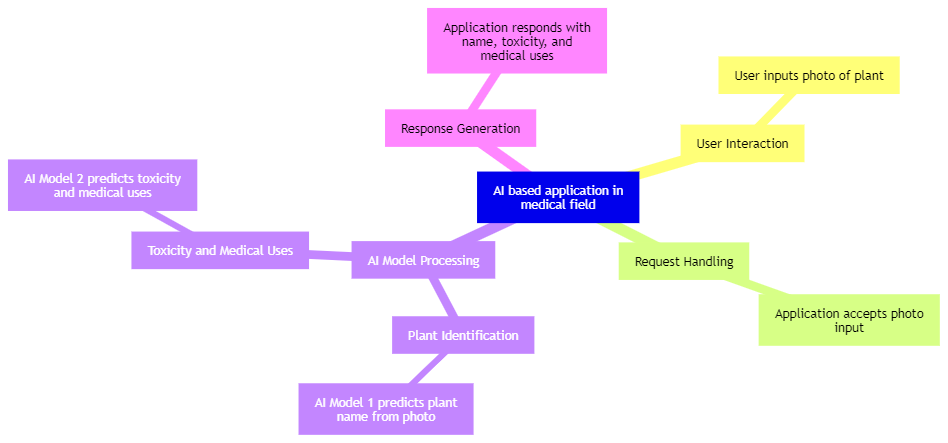 Application responds with
name, toxicity, and
medical uses
User inputs photo of plant
Response Generation
User Interaction
AI Model 2 predicts toxicity
and medical uses
AI based application in
medical field
Toxicity and Medical Uses
AI Model Processing
Request Handling
Application accepts photo
input
Plant Identification
AI Model 1 predicts plant
name from photo